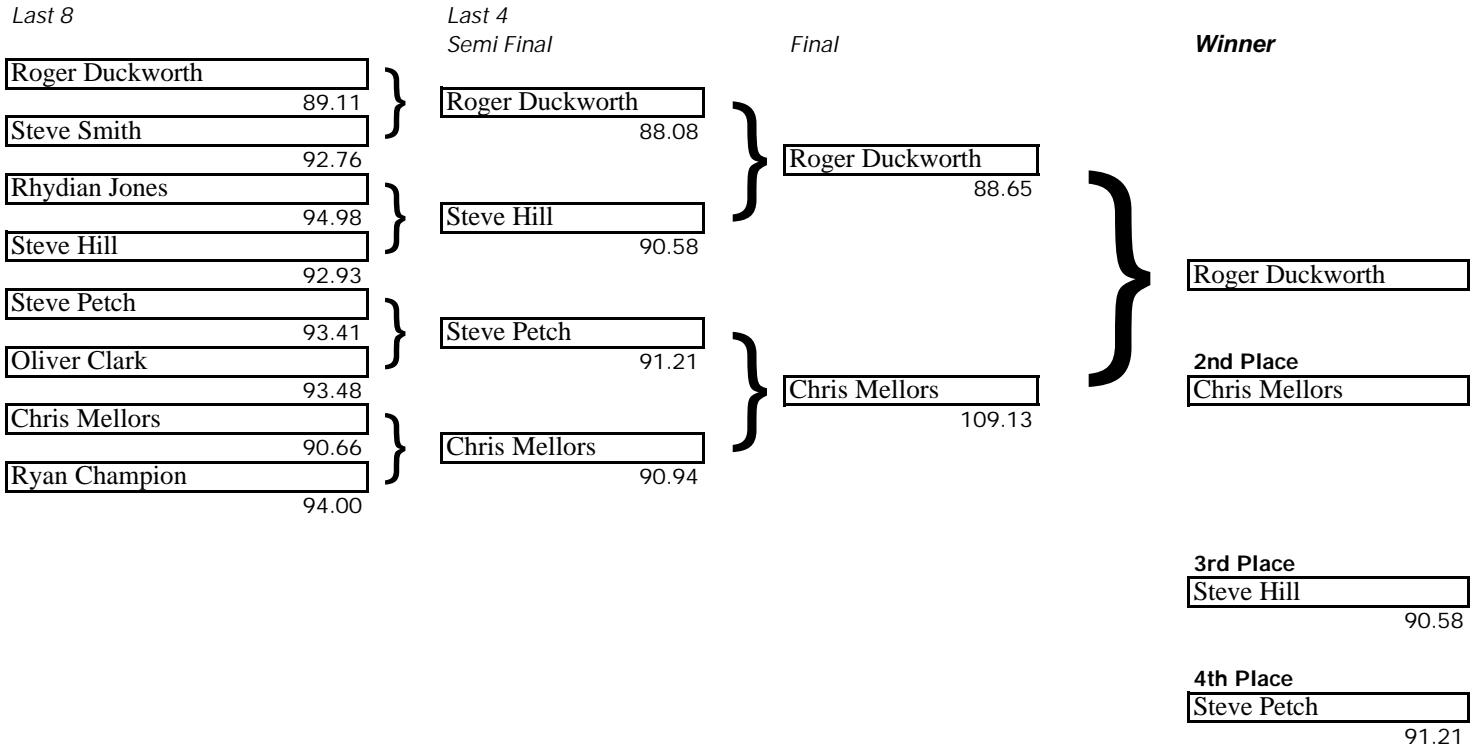 Last 8
Last 4
Semi Final
Final
Winner
Roger Duckworth
89.11
Steve Smith
92.76
Rhydian Jones
94.98
Steve Hill
92.93
Steve Petch
93.41
Oliver Clark
93.48
Chris Mellors
90.66
Ryan Champion
94.00
Roger Duckworth
88.08
Steve Hill
90.58
Steve Petch
91.21
Chris Mellors
90.94
Roger Duckworth
88.65
Chris Mellors
109.13
Roger Duckworth
2nd Place
Chris Mellors
3rd Place
Steve Hill
90.58
4th Place
Steve Petch
91.21